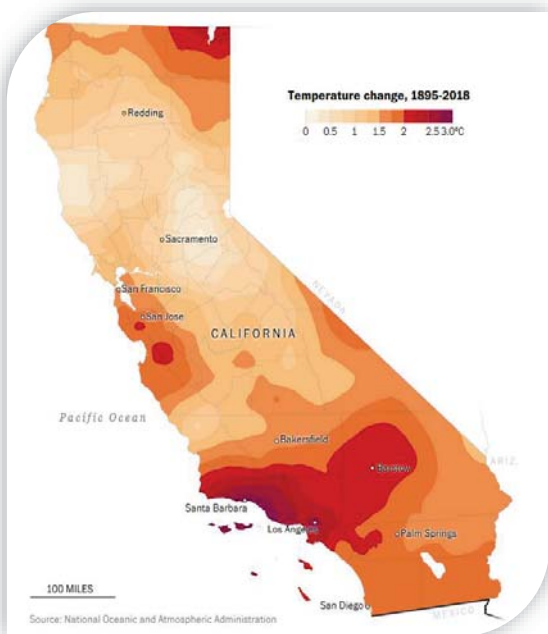 Temperature change, 1895-2018
0 0.5 1 1.5 2 2.5 3.0°C
Redding
Sacramento
NEVADA
San Francisco
San Jose
CALIFORNIA
Pacific Ocean
Bakersfield
Barstow
ARIZ.
Santa Barbara
Los Angeles
Palm Springs
100 MILES
San Diego
MEXICO
Source: National Oceanic and Atmospheric Administration